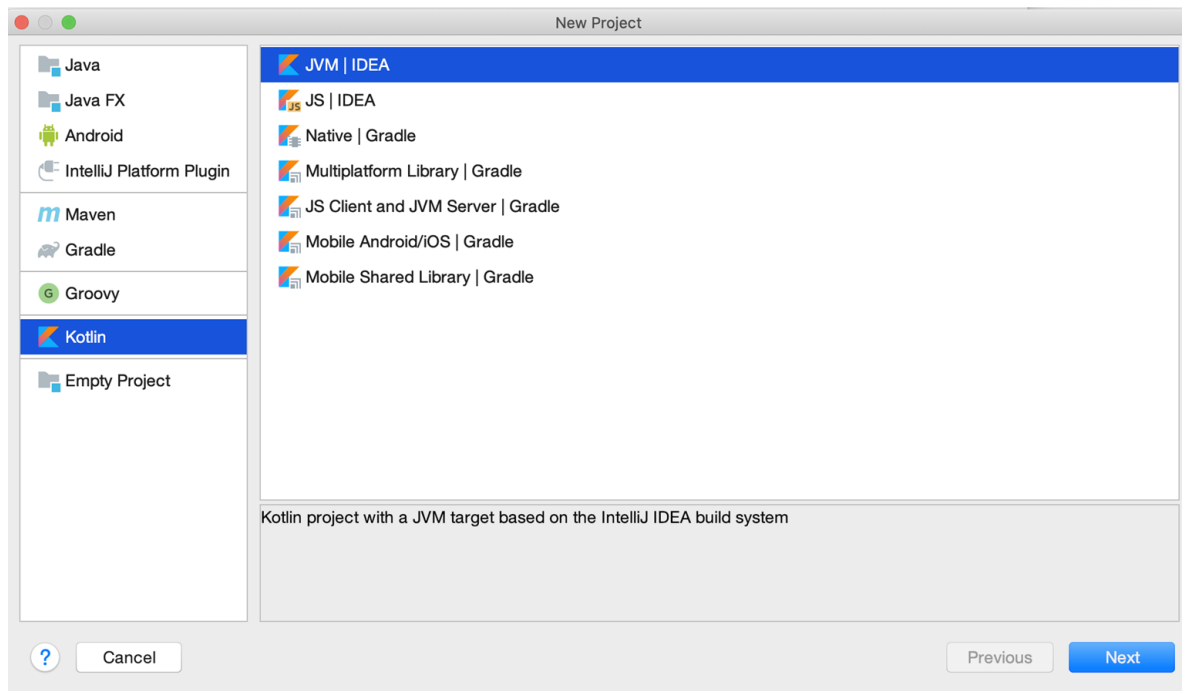 New Project
Java
Java FX
Android
IntelliJ Platform Plugin
m Maven
Gradle
G Groovy
Kotlin
Empty Project
JVM | IDEA
JS JS | IDEA
Native | Gradle
Multiplatform Library | Gradle
JS Client and JVM Server | Gradle
Mobile Android/iOS | Gradle
Mobile Shared Library | Gradle
Kotlin project with a JVM target based on the IntelliJ IDEA build system
? Cancel Previous Next